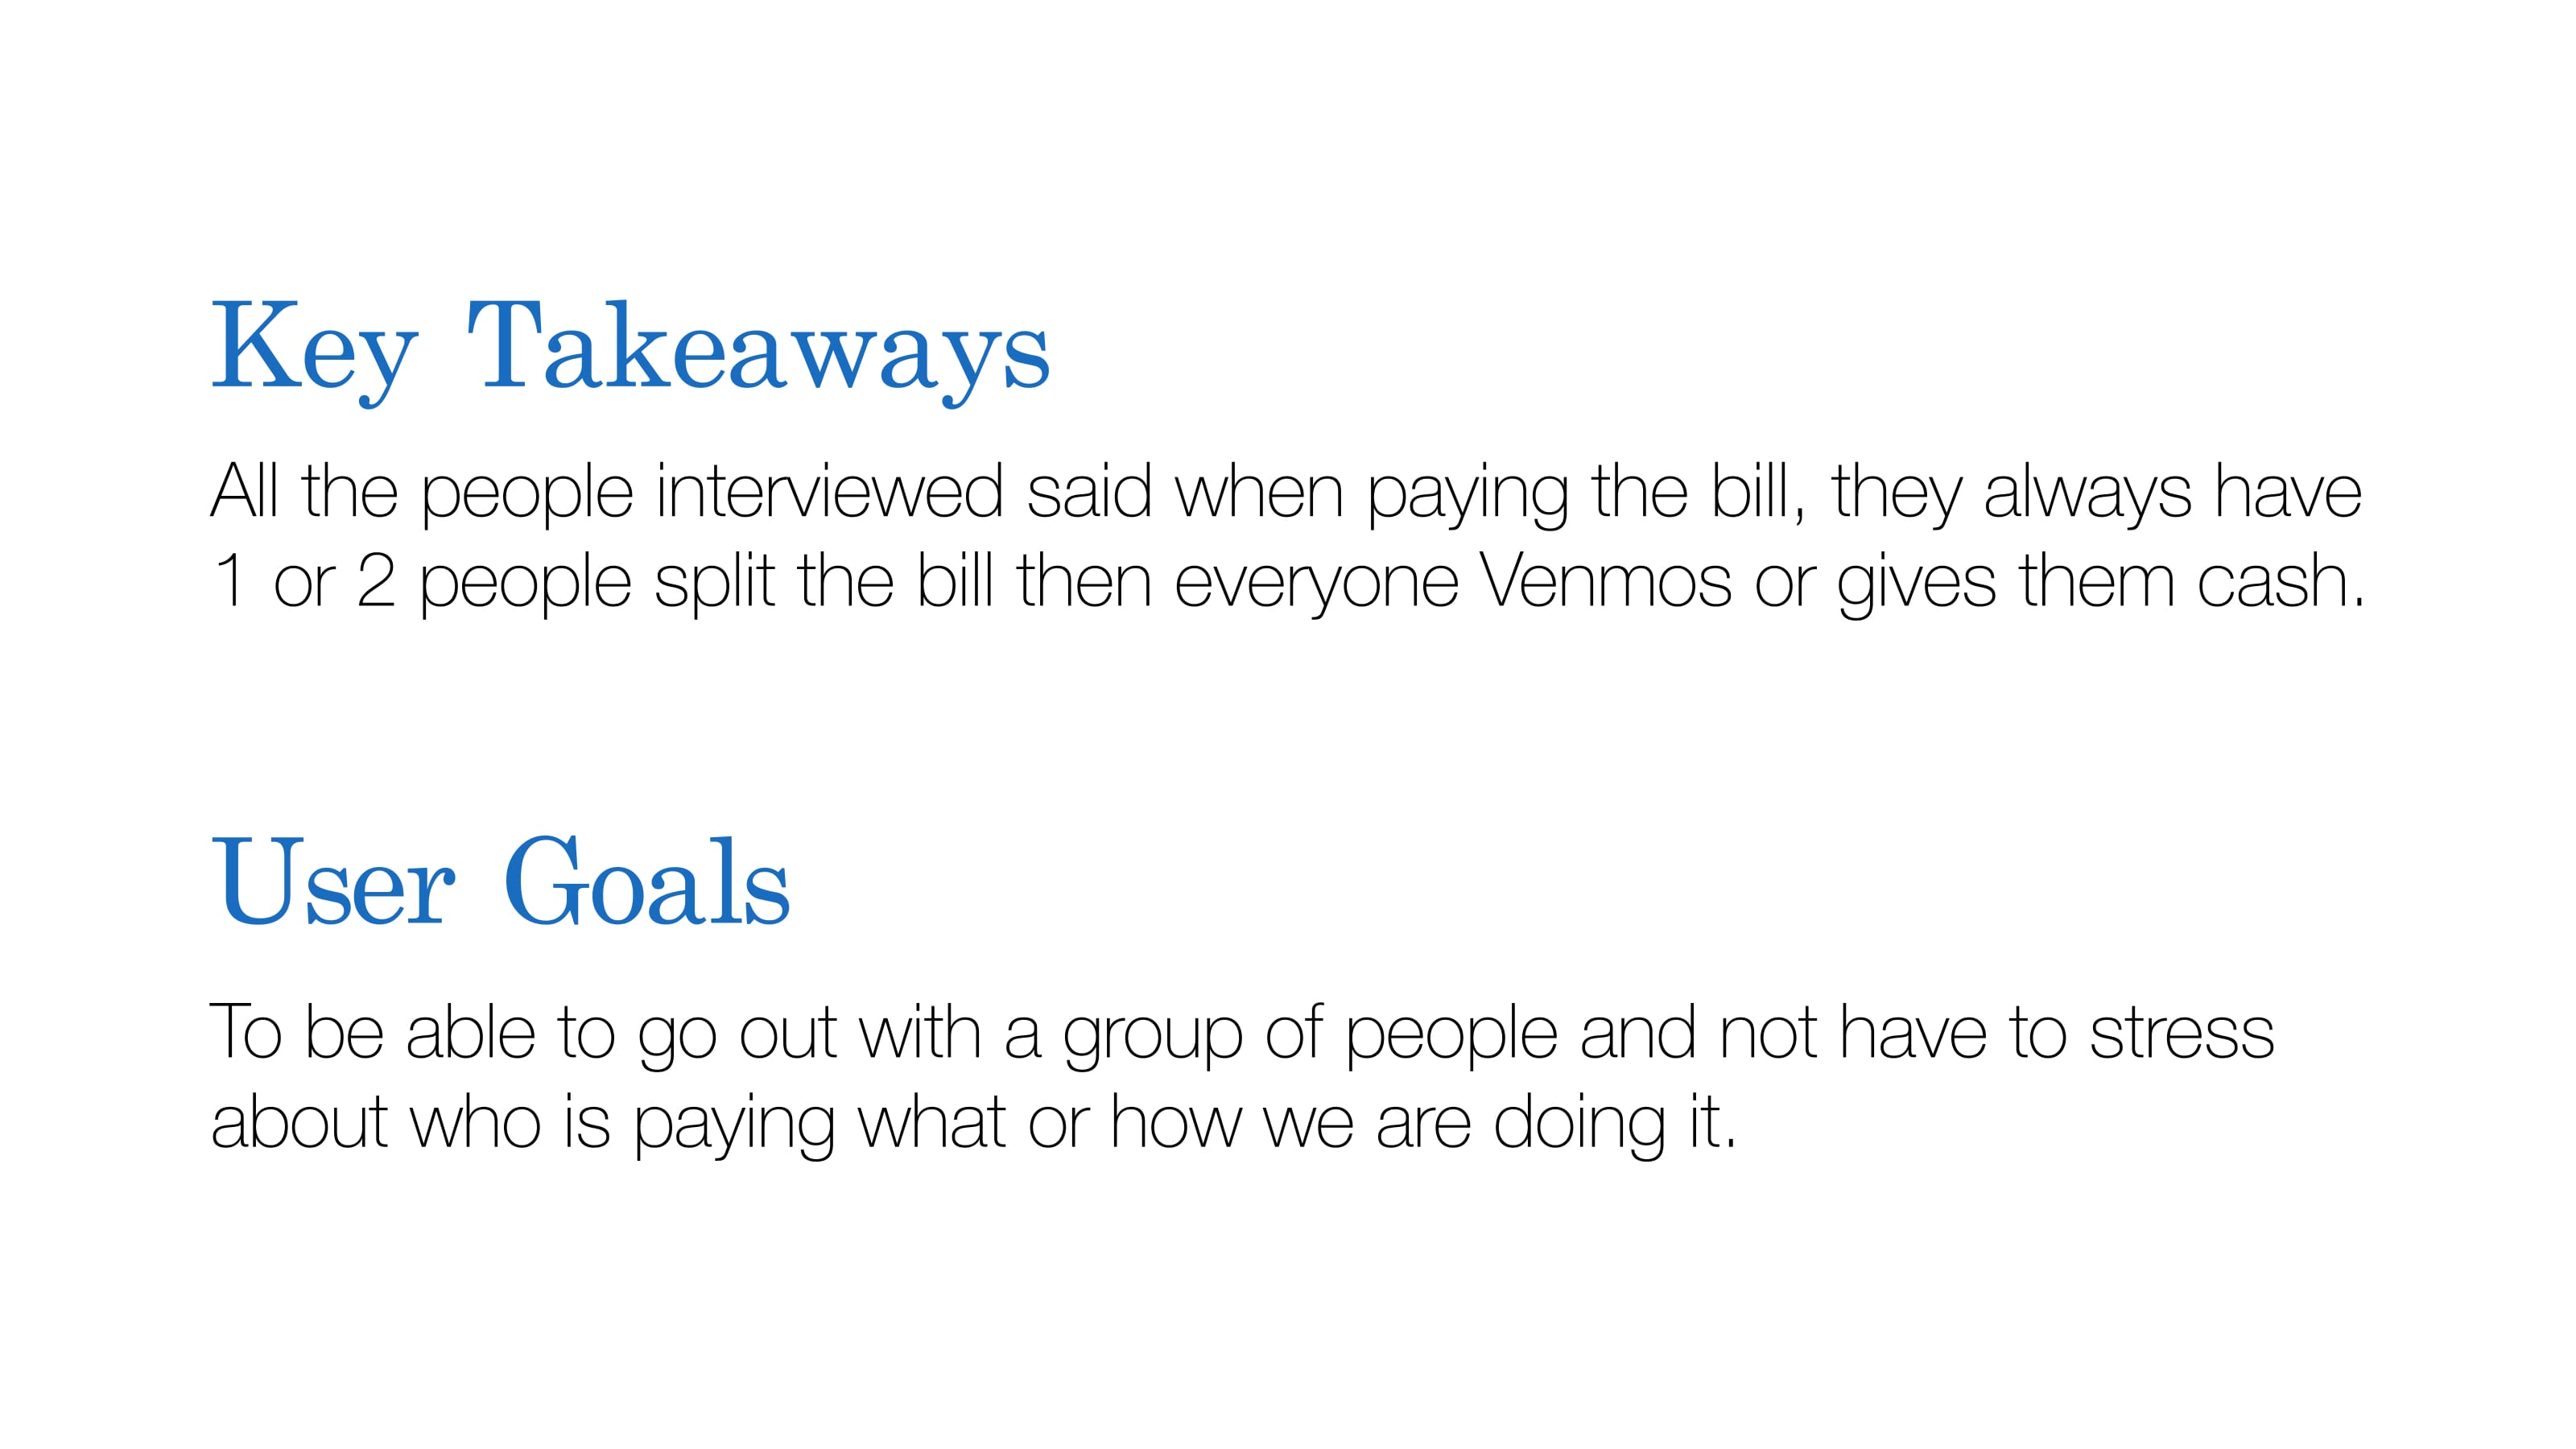 Key Takeaways
All the people interviewed said when paying the bill, they always have
1 or 2 people split the bill then everyone Venmos or gives them cash.
User Goals
To be able to go out with a group of people and not have to stress
about who is paying what or how we are doing it.